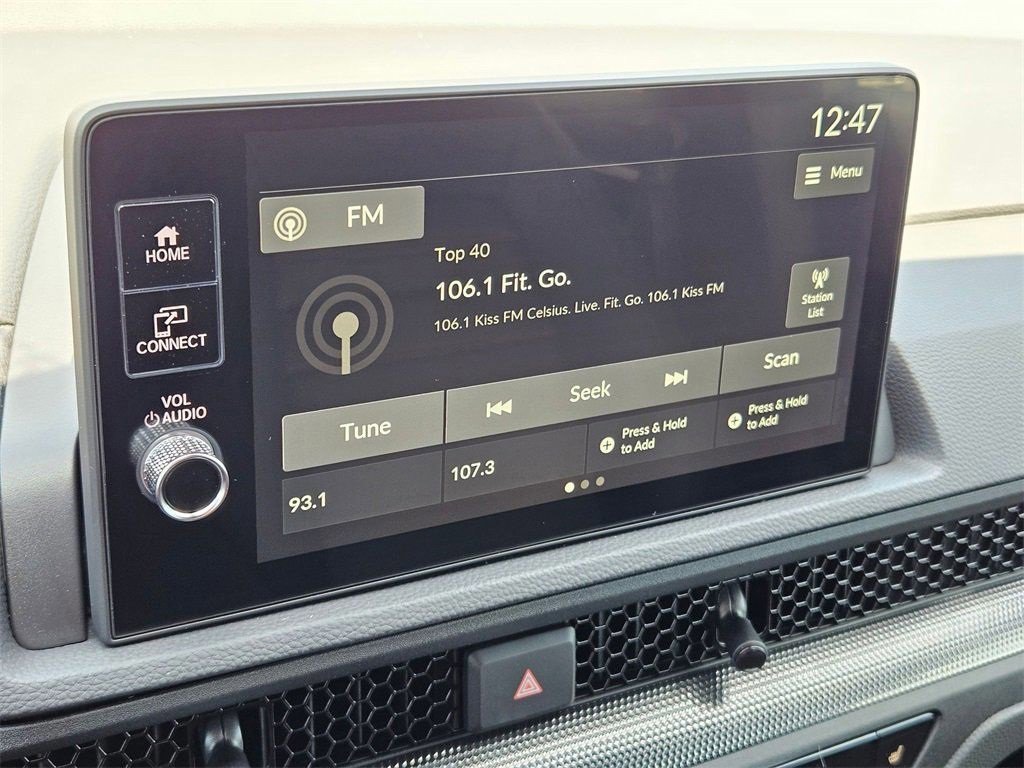 12:47
Menu
FM
HOME
Top 40
106.1 Fit. Go.
106.1 Kiss FM Celsius. Live. Fit. Go. 106.1 Kiss FM
Station
List
CONNECT
VOL
AUDIO
Tune
Seek
Scan
93.1
107.3
Press & Hold
to Add
Press & Hold
to Add